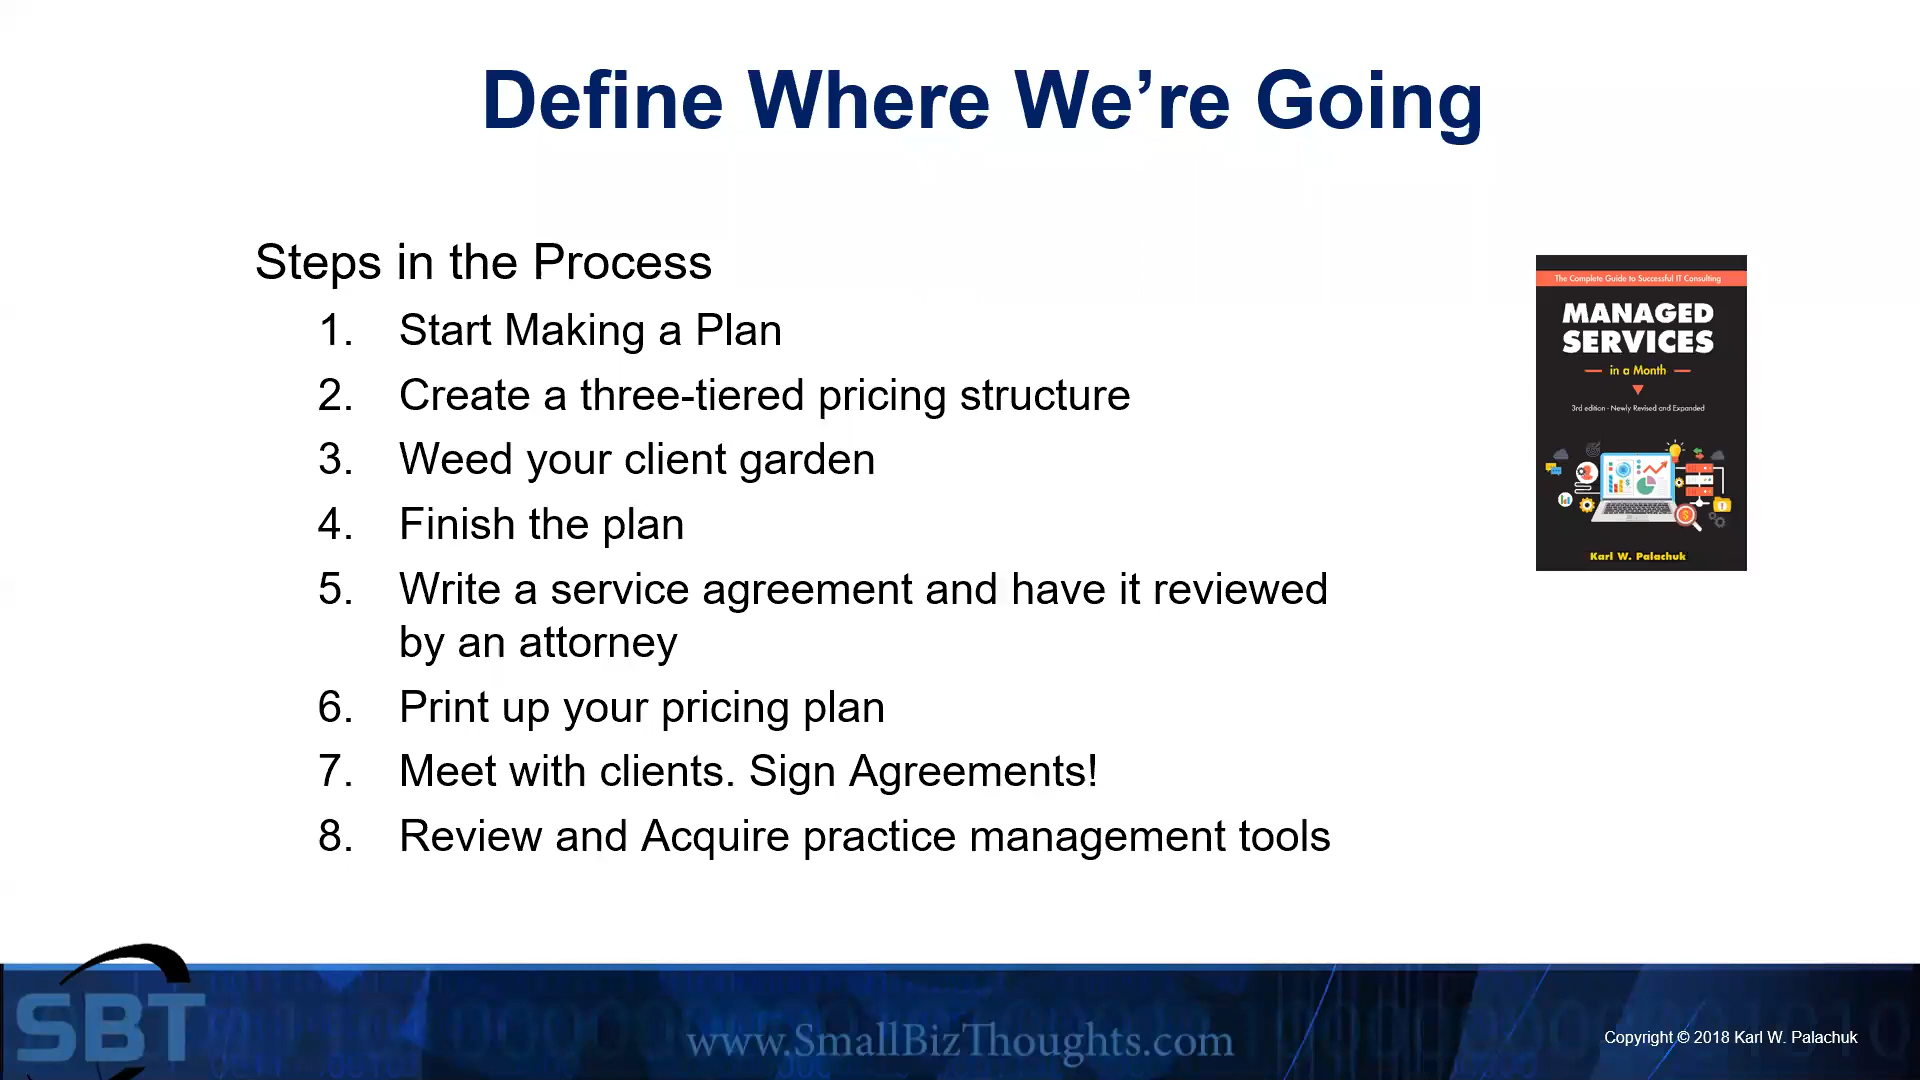 Define Where We’re Going
Steps in the Process
1. Start Making a Plan
2. Create a three-tiered pricing structure
3. Weed your client garden
4. Finish the plan
5. Write a service agreement and have it reviewed
by an attorney
6. Print up your pricing plan
7. Meet with clients. Sign Agreements!
8. Review and Acquire practice management tools
The Complete Guide to Successful IT Consulting
MANAGED
SERVICES
in a Month
3rd edition - Newly Revised and Expanded
Karl W. Palachuk
SBT
www.SmallBizThoughts.com
Copyright © 2018 Karl W. Palachuk